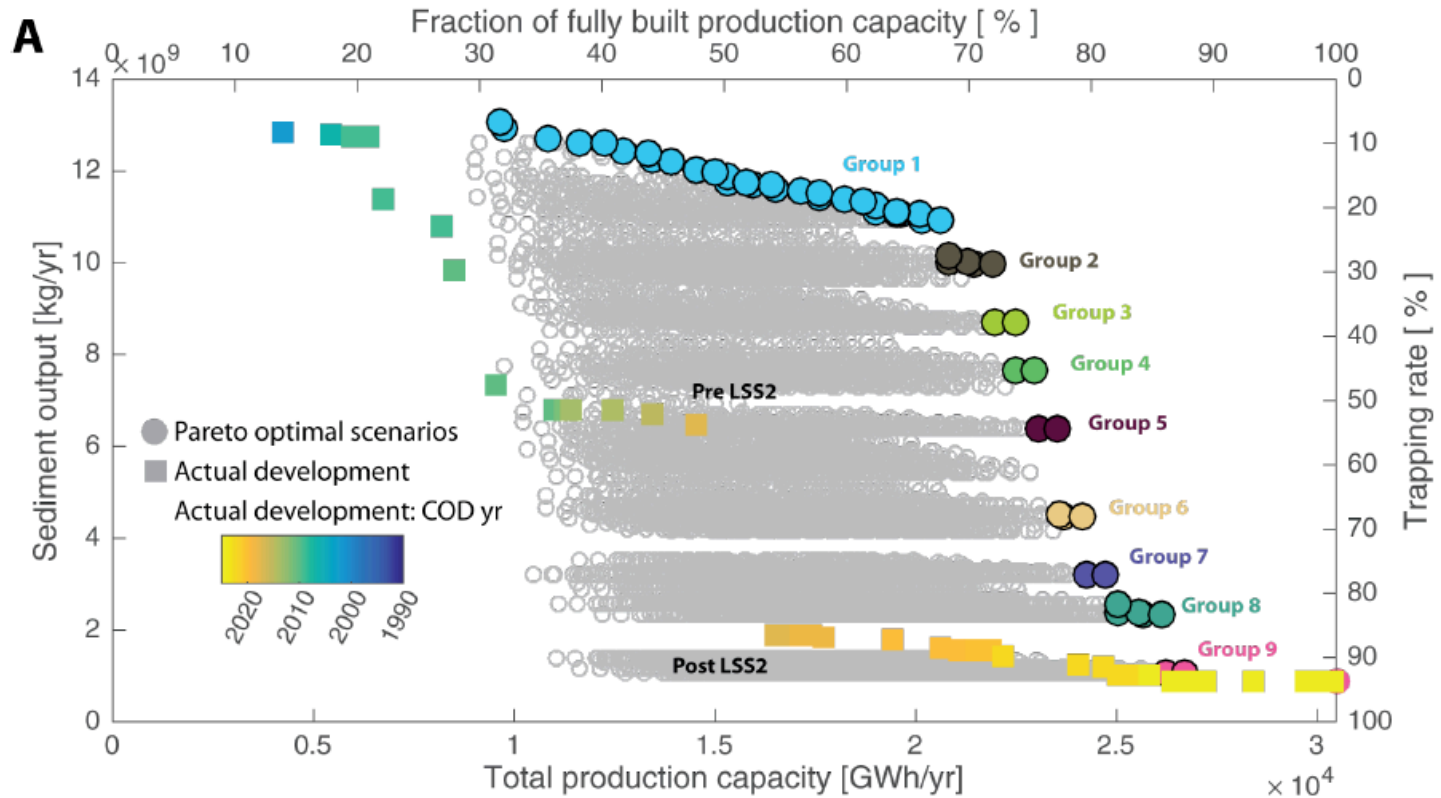 A
Fraction of fully built production capacity [ % ]
0 10 20 30 40 50 60 70 80 90 100
× 10⁹
14 0
Group 1
10
12
20
Group 2
10
30
Group 3
40
8
Group 4
Pre LSS2
50
Group 5
Pareto optimal scenarios
6
60
Actual development
Group 6
Actual development: COD yr
70
4
Group 7
80
2020 2010 2000 1990
Group 8
2
Group 9
90
Post LSS2
0 100
Sediment output [kg/yr]
Trapping rate [ % ]
0 0.5 1 1.5 2 2.5 3
Total production capacity [GWh/yr]
× 10⁴